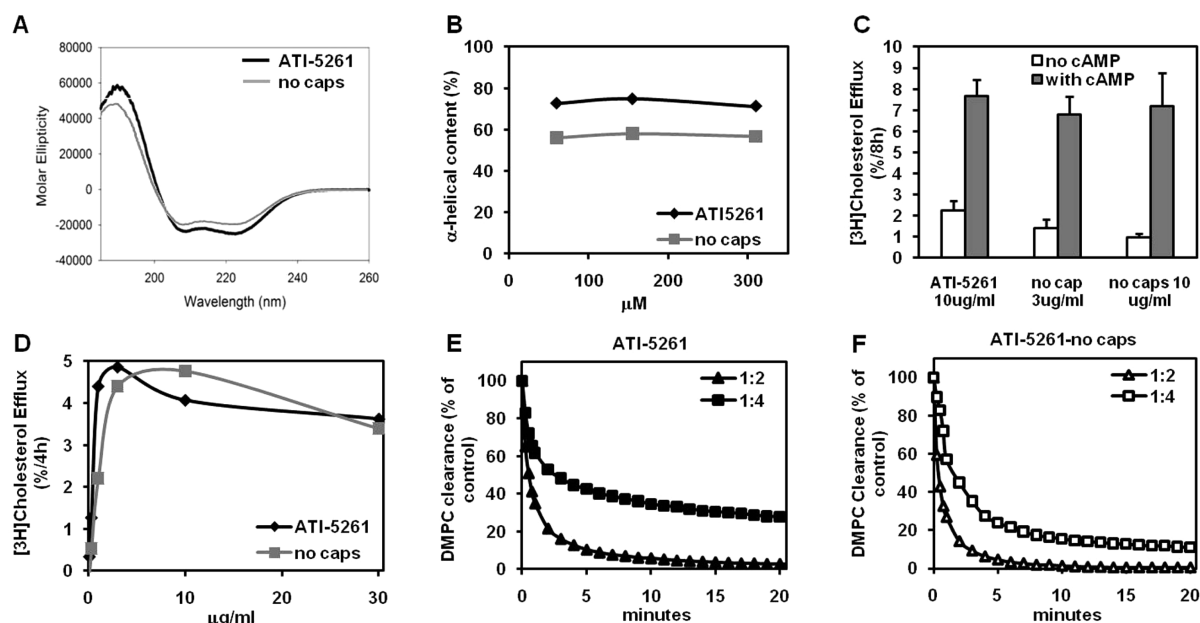 A
80000
60000
40000
20000
0
-20000
-40000
Molar Ellipticity
ATI-5261
no caps
200
220
240
260
Wavelength (nm)
B
100
80
60
40
20
0
α-helical content (%)
ATI5261
no caps
0
100
200
300
μM
C
10
9
8
7
6
5
4
3
2
1
0
[3H]Cholesterol Efflux
(%/8h)
no cAMP
with cAMP
ATI-5261
10ug/ml
no cap
3ug/ml
no caps 10
ug/ml
D
5
4
3
2
1
0
[3H]Cholesterol Efflux
(%/4h)
ATI-5261
no caps
0
10
20
30
μg/ml
E
ATI-5261
100
80
60
40
20
0
DMPC Clearance (% of
control)
1:2
1:4
0
5
10
15
20
minutes
F
ATI-5261-no caps
100
80
60
40
20
0
DMPC Clearance (% of
control)
1:2
1:4
0
5
10
15
20
minutes